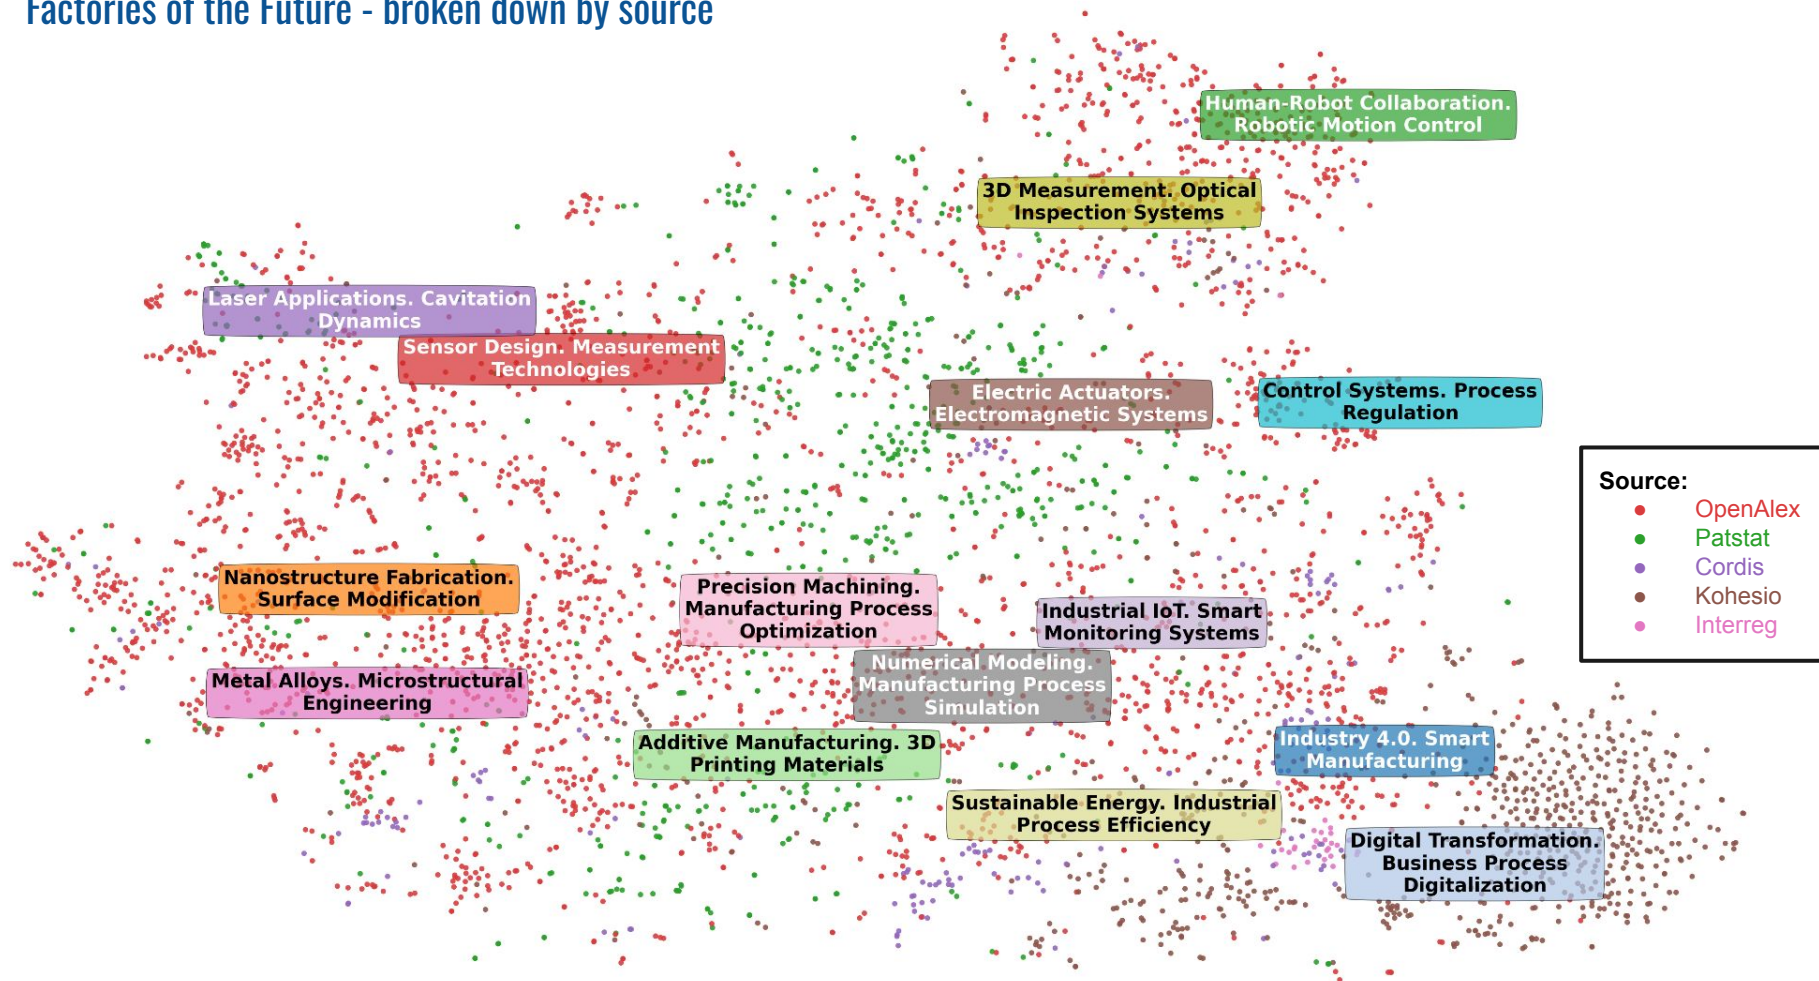 Factories of the Future - broken down by source
Human-Robot Collaboration.
Robotic Motion Control
3D Measurement. Optical
Inspection Systems
Laser Applications. Cavitation
Dynamics
Sensor Design. Measurement
Technologies
Electric Actuators.
Electromagnetic Systems
Control Systems. Process
Regulation
Source:
OpenAlex
Patstat
Cordis
Kohesio
Interreg
Nanostructure Fabrication.
Surface Modification
Precision Machining.
Manufacturing Process
Optimization
Industrial IoT. Smart
Monitoring Systems
Numerical Modeling.
Manufacturing Process
Simulation
Metal Alloys. Microstructural
Engineering
Additive Manufacturing. 3D
Printing Materials
Industry 4.0. Smart
Manufacturing
Sustainable Energy. Industrial
Process Efficiency
Digital Transformation.
Business Process
Digitalization